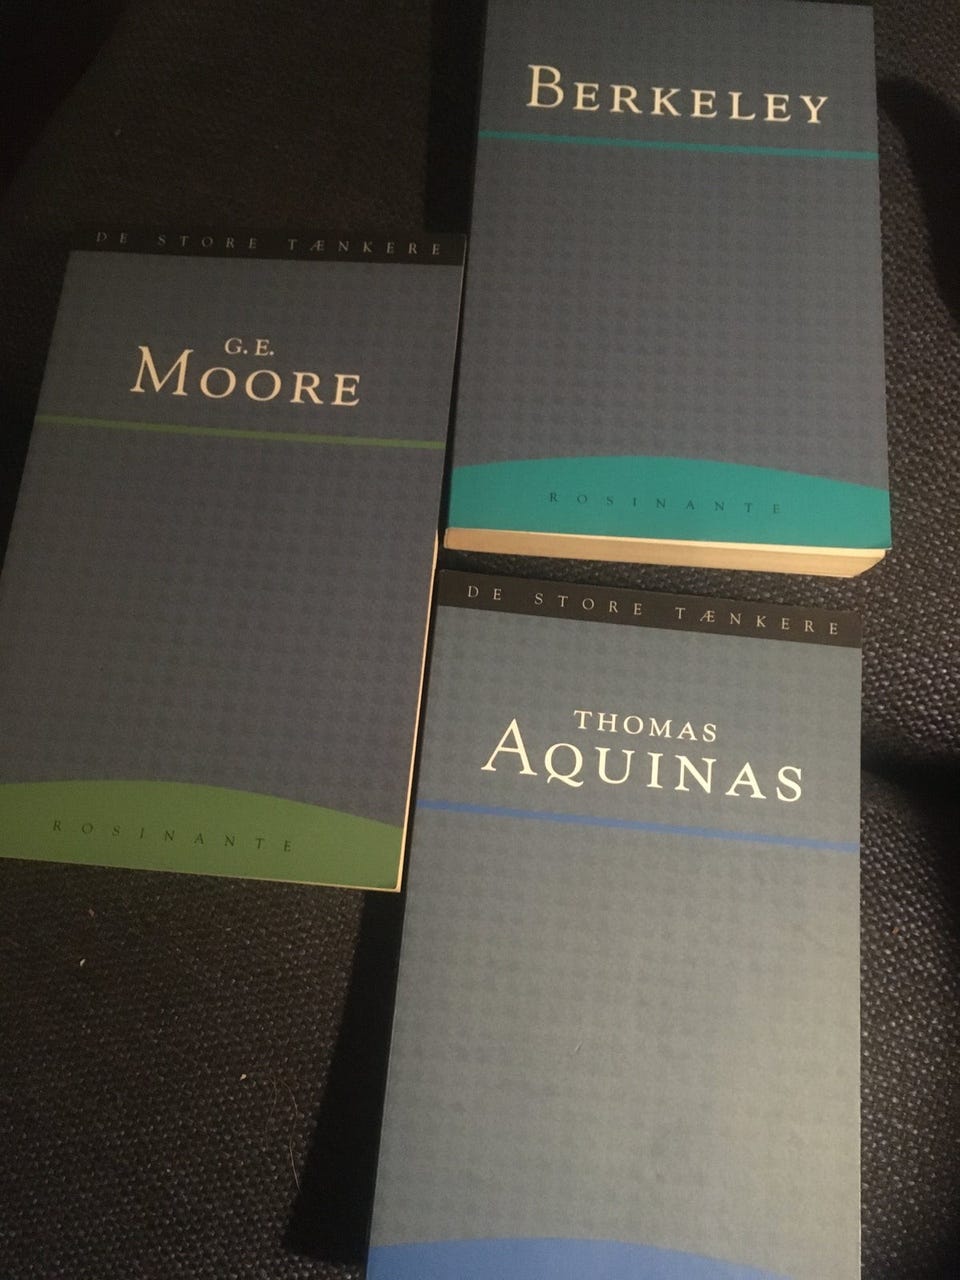 BERKELEY
ROSINANTE
DE STORE TÆNKERE
G. E.
MOORE
ROSINANTE
DE STORE TÆNKERE
THOMAS
AQUINAS